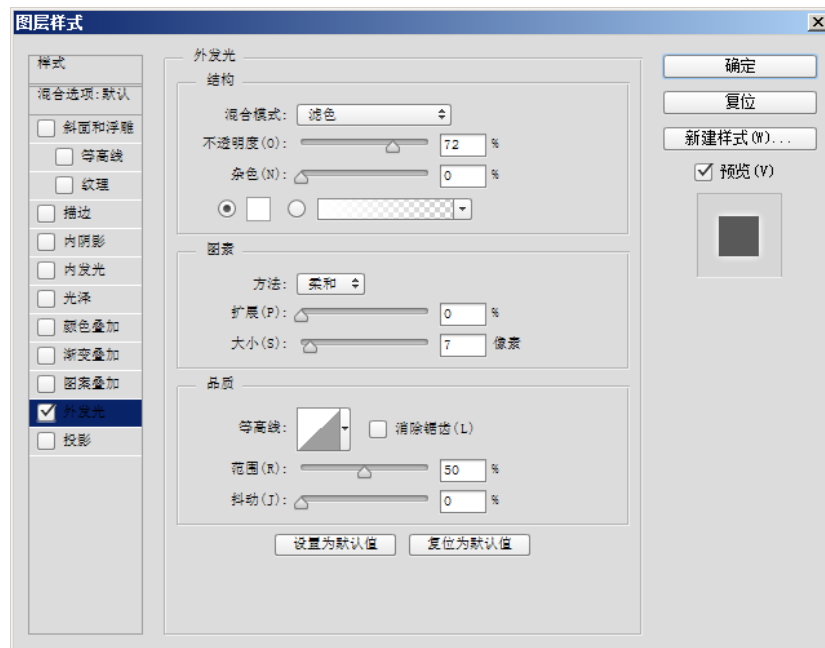 图层样式
样式
混合选项:默认
斜面和浮雕
等高线
纹理
描边
内阴影
内发光
光泽
颜色叠加
渐变叠加
图案叠加
外发光
投影
外发光
结构
混合模式: 滤色
不透明度(O): 72 %
杂色(N): 0 %
图素
方法: 柔和
扩展(P): 0 %
大小(S): 7 像素
品质
等高线: 消除锯齿(L)
范围(R): 50 %
抖动(J): 0 %
设置为默认值 复位为默认值
确定
复位
新建样式(W)...
预览(V)